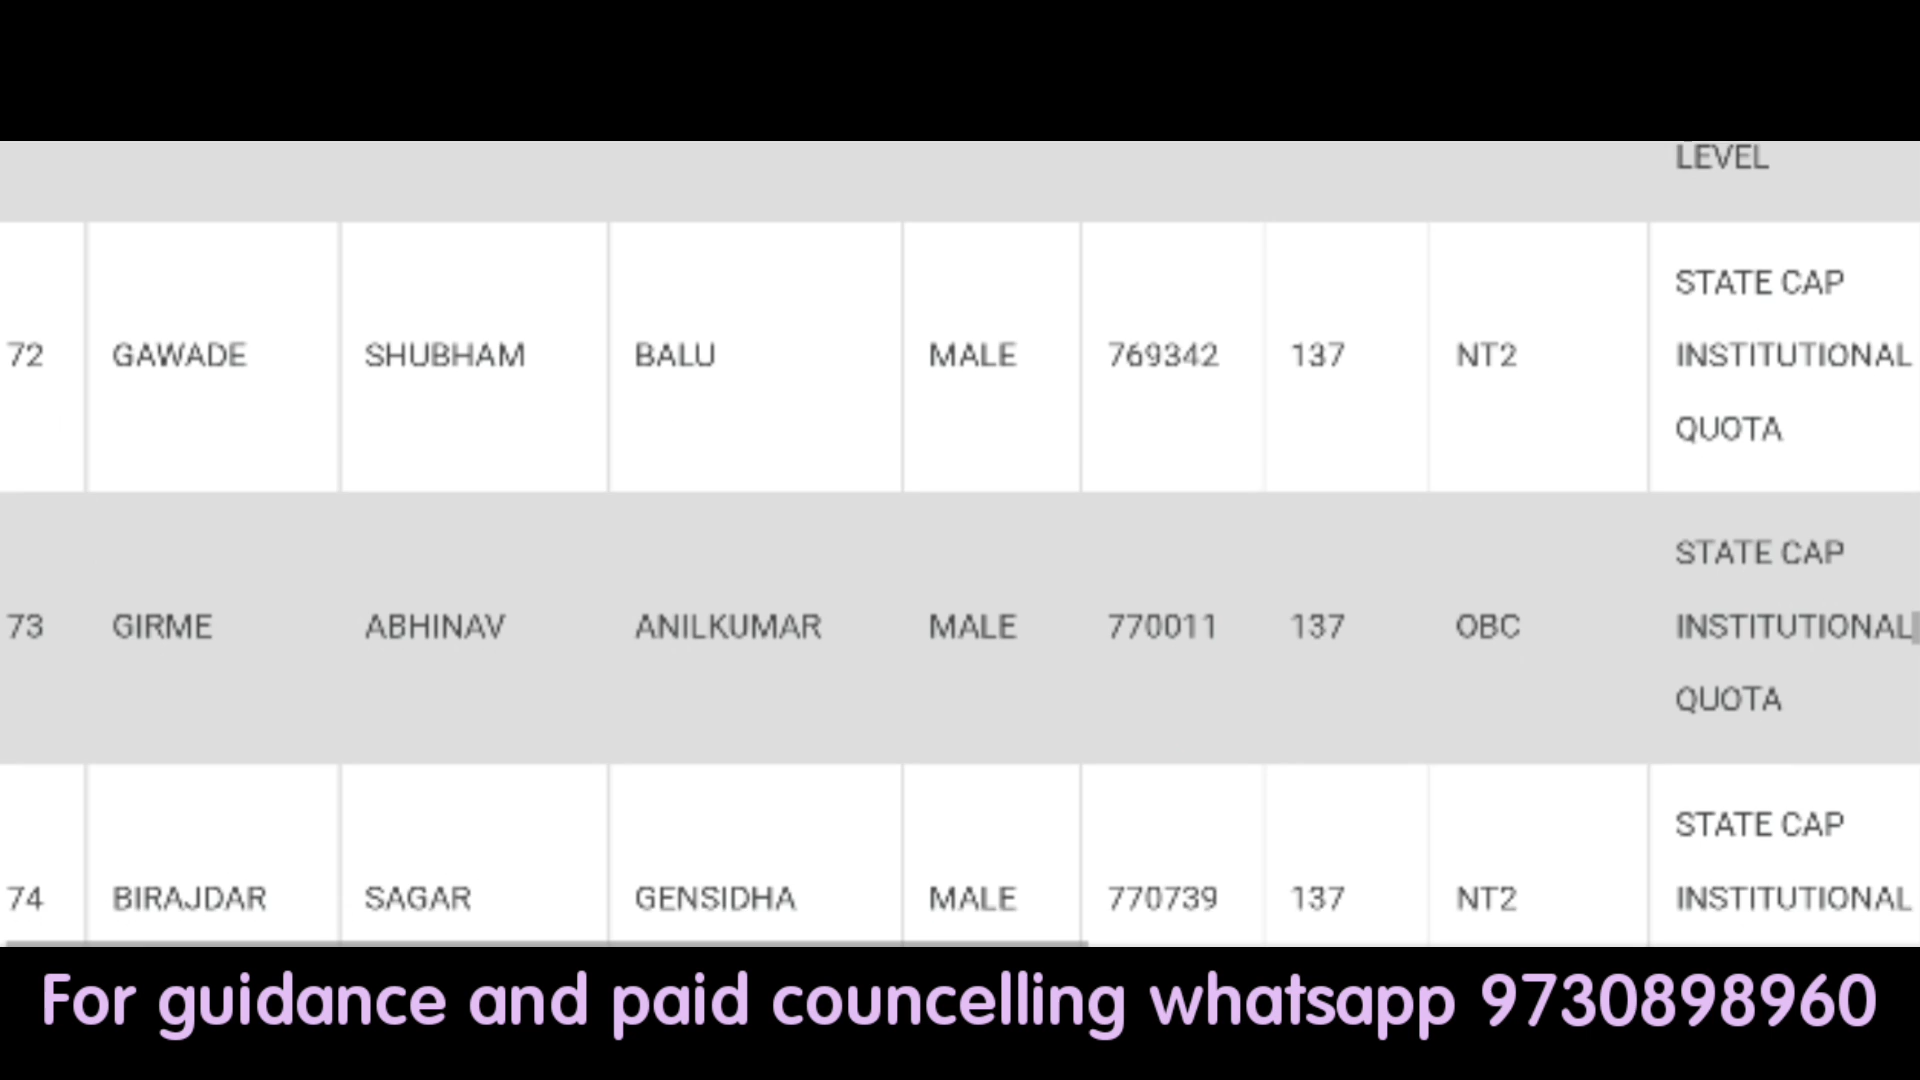 LEVEL
72 GAWADE SHUBHAM BALU MALE 769342 137 NT2 STATE CAP
INSTITUTIONAL
QUOTA
73 GIRME ABHINAV ANILKUMAR MALE 770011 137 OBC STATE CAP
INSTITUTIONAL
QUOTA
74 BIRAJDAR SAGAR GENSIDHA MALE 770739 137 NT2 STATE CAP
INSTITUTIONAL
For guidance and paid councelling whatsapp 9730898960